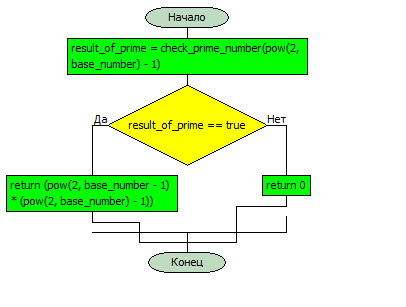 Начало
result_of_prime = check_prime_number(pow(2,
base_number) - 1)
Да
Нет
result_of_prime == true
return (pow(2, base_number - 1)
* (pow(2, base_number) - 1))
return 0
Конец